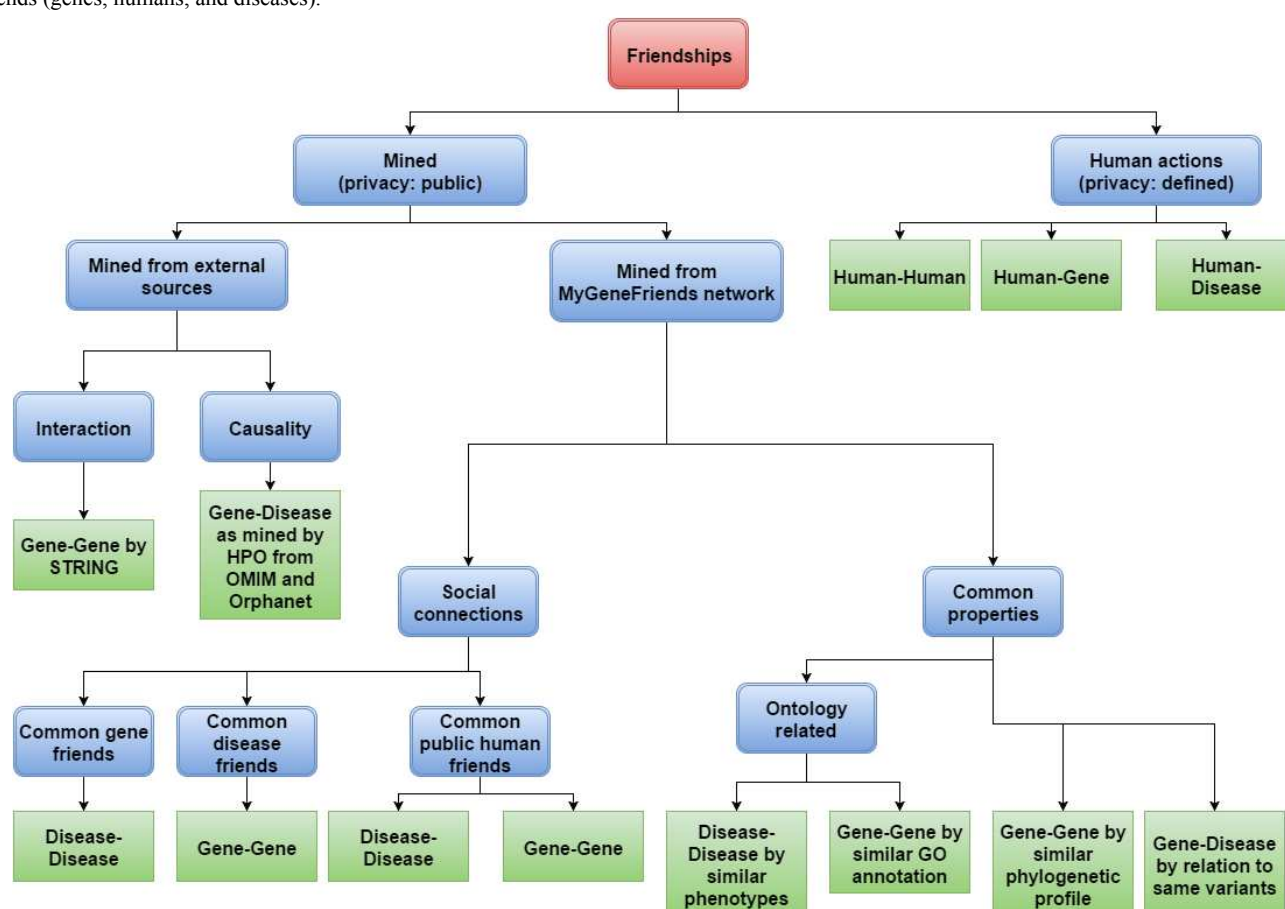 (genes, humans, and diseases).
Friendships
Mined
(privacy: public)
Human actions
(privacy: defined)
Mined from external
sources
Mined from
MyGeneFriends network
Human-Human
Human-Gene
Human-
Disease
Interaction
Causality
Gene-Gene by
STRING
Gene-Disease
as mined by
HPO from
OMIM and
Orphanet
Social
connections
Common
properties
Common gene
friends
Common
disease
friends
Common
public human
friends
Ontology
related
Disease-
Disease
Gene-Gene
Disease-
Disease
Gene-Gene
Disease-
Disease by
similar
phenotypes
Gene-Gene by
similar GO
annotation
Gene-Gene by
similar
phylogenetic
profile
Gene-Disease
by relation to
same variants